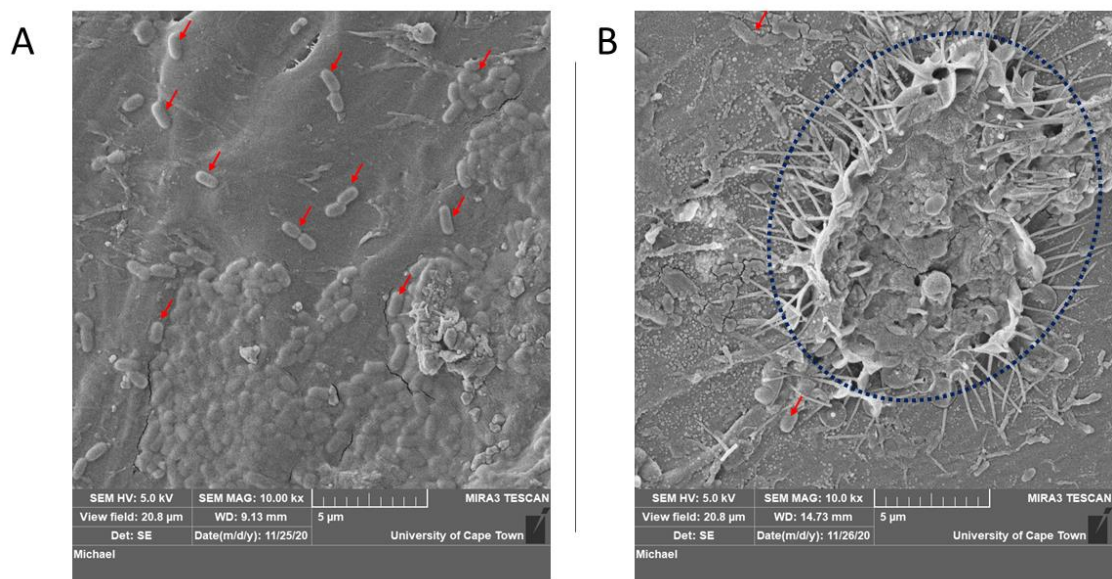 A
SEM HV: 5.0 kV SEM MAG: 10.00 kx MIRA3 TESCAN
View field: 20.8 µm WD: 9.13 mm 5 µm
Det: SE Date(m/d/y): 11/25/20 University of Cape Town
Michael
B
SEM HV: 5.0 kV SEM MAG: 10.0 kx MIRA3 TESCAN
View field: 20.8 µm WD: 14.73 mm 5 µm
Det: SE Date(m/d/y): 11/26/20 University of Cape Town
Michael